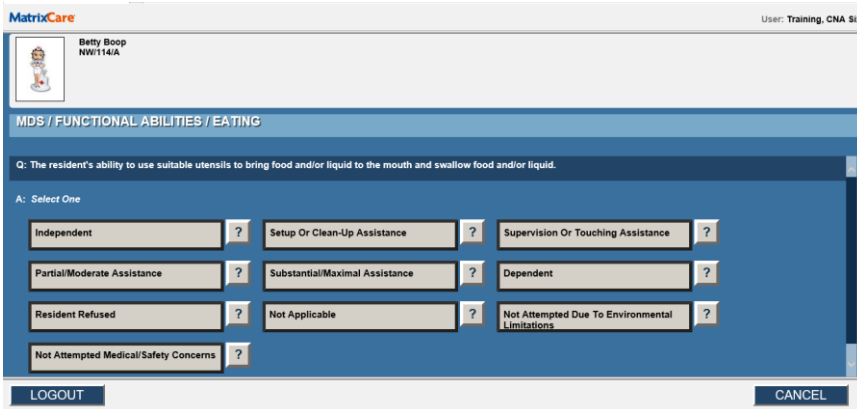 MatrixCare
User: Training, CNA Si
Betty Boop
NW/114/A
MDS / FUNCTIONAL ABILITIES / EATING
Q: The resident's ability to use suitable utensils to bring food and/or liquid to the mouth and swallow food and/or liquid.
A: Select One
Independent ? Setup Or Clean-Up Assistance ? Supervision Or Touching Assistance ?
Partial/Moderate Assistance ? Substantial/Maximal Assistance ? Dependent ?
Resident Refused ? Not Applicable ? Not Attempted Due To Environmental
Limitations ?
Not Attempted Medical/Safety Concerns ?
LOGOUT CANCEL